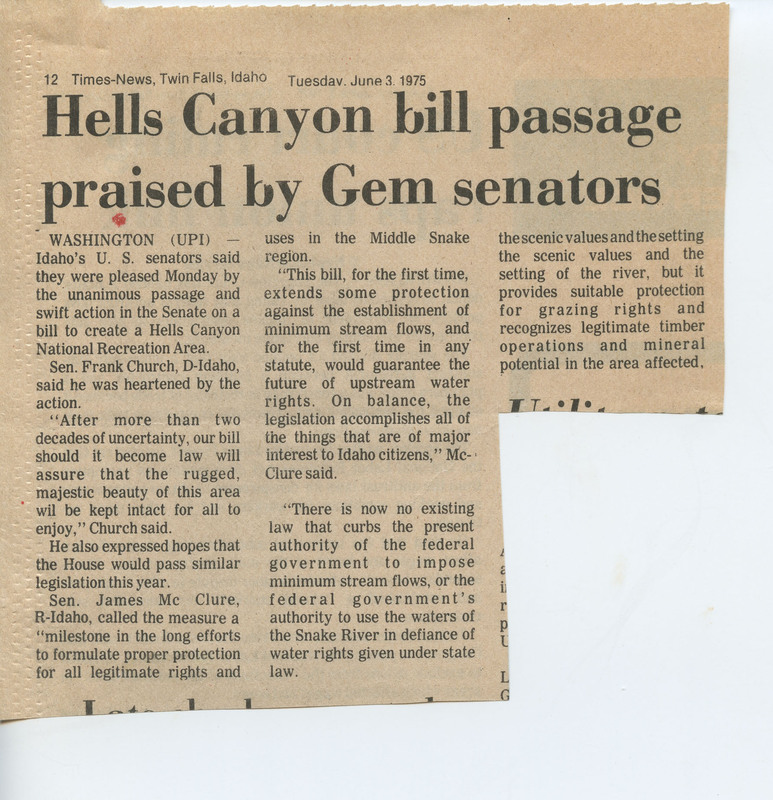 12 Times-News, Twin Falls, Idaho Tuesday, June 3, 1975
Hells Canyon bill passage
praised by Gem senators
WASHINGTON (UPI) —
Idaho's U. S. senators said
they were pleased Monday by
the unanimous passage and
swift action in the Senate on a
bill to create a Hells Canyon
National Recreation Area.
Sen. Frank Church, D-Idaho,
said he was heartened by the
action.
"After more than two
decades of uncertainty, our bill
should it become law will
assure that the rugged,
majestic beauty of this area
wil be kept intact for all to
enjoy," Church said.
He also expressed hopes that
the House would pass similar
legislation this year.
Sen. James Mc Clure,
R-Idaho, called the measure a
"milestone in the long efforts
to formulate proper protection
for all legitimate rights and
uses in the Middle Snake
region.
"This bill, for the first time,
extends some protection
against the establishment of
minimum stream flows, and
for the first time in any
statute, would guarantee the
future of upstream water
rights. On balance, the
legislation accomplishes all of
the things that are of major
interest to Idaho citizens," Mc-
Clure said.
"There is now no existing
law that curbs the present
authority of the federal
government to impose
minimum stream flows, or the
federal government's
authority to use the waters of
the Snake River in defiance of
water rights given under state
law.
the scenic values and the setting
the scenic values and the
setting of the river, but it
provides suitable protection
for grazing rights and
recognizes legitimate timber
operations and mineral
potential in the area affected,